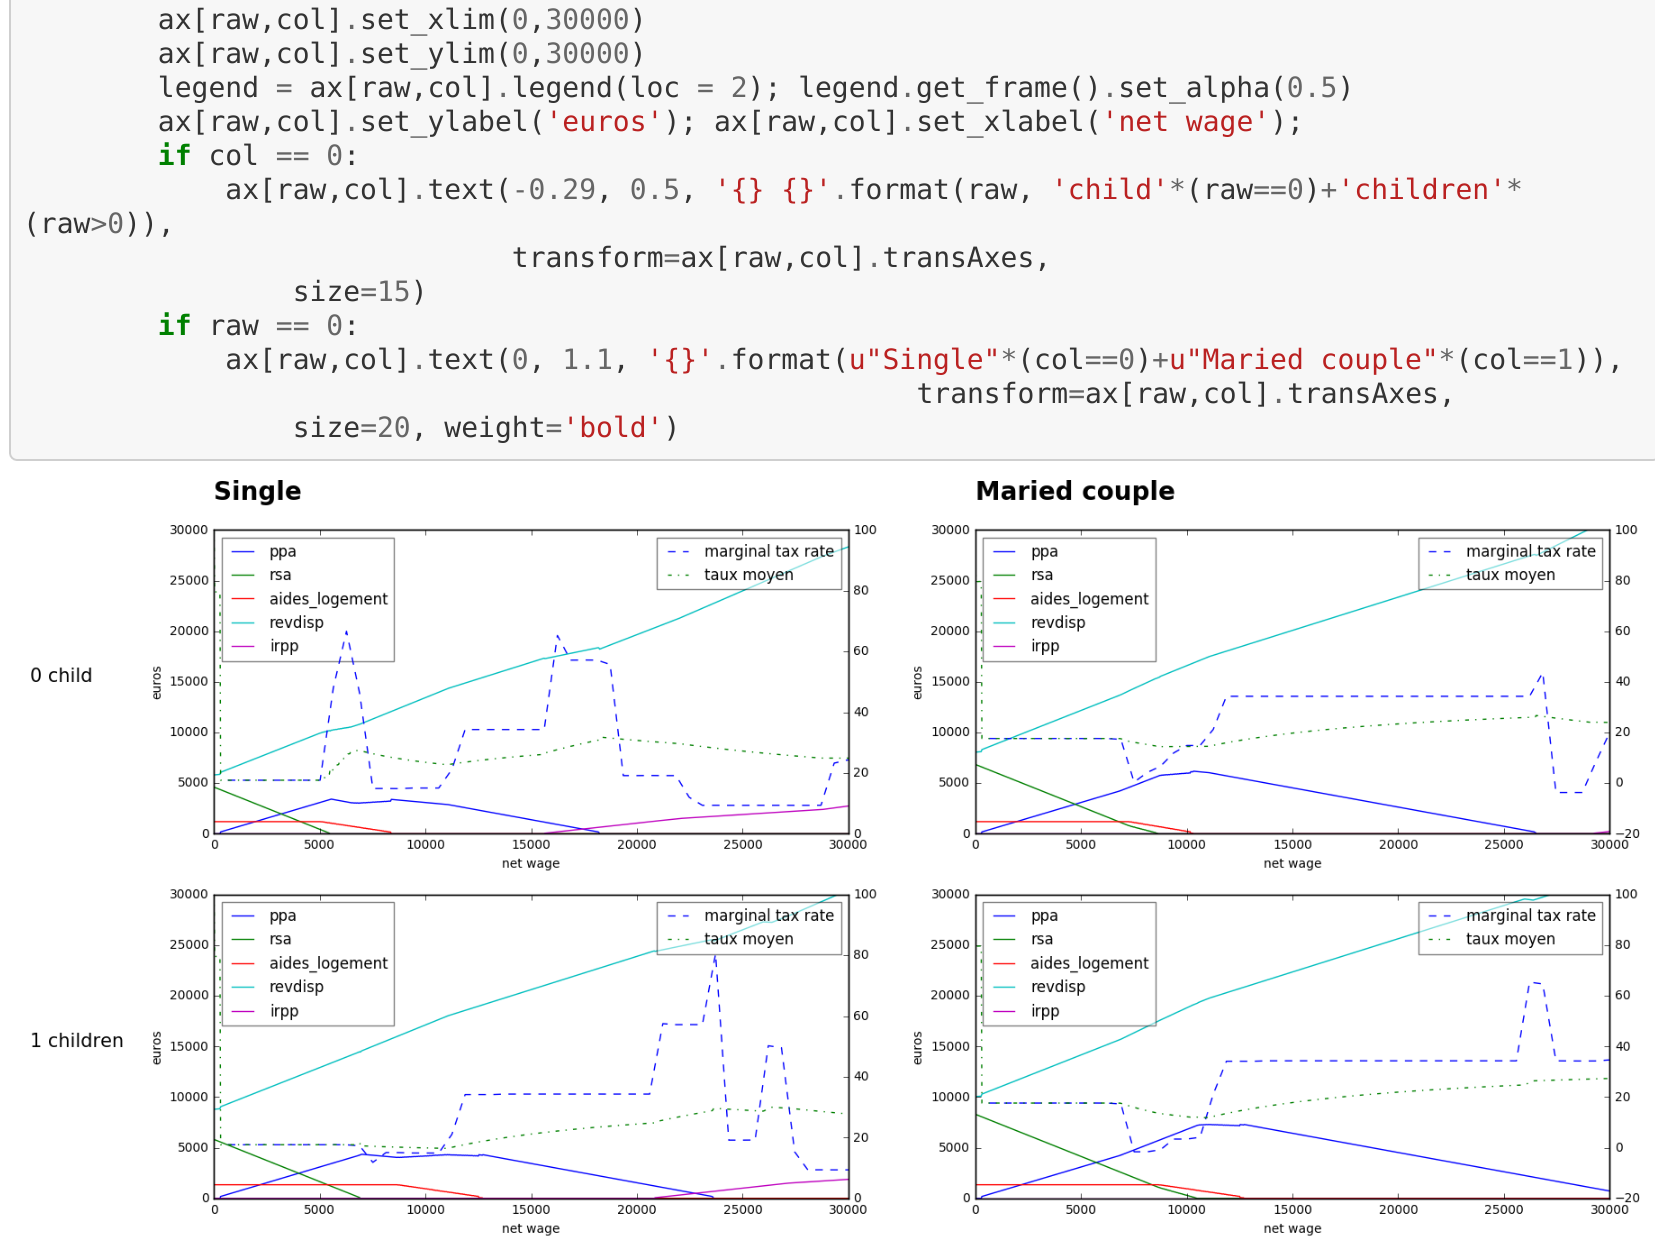 ax[raw,col].set_xlim(0,30000)
ax[raw,col].set_ylim(0,30000)
legend = ax[raw,col].legend(loc = 2); legend.get_frame().set_alpha(0.5)
ax[raw,col].set_ylabel('euros'); ax[raw,col].set_xlabel('net wage');
if col == 0:
ax[raw,col].text(-0.29, 0.5, '{} {}'.format(raw, 'child'*(raw==0)+'children'*
(raw>0)),
transform=ax[raw,col].transAxes,
size=15)
if raw == 0:
ax[raw,col].text(0, 1.1, '{}'.format(u"Single"*(col==0)+u"Maried couple"*(col==1)),
transform=ax[raw,col].transAxes,
size=20, weight='bold')
Single
Maried couple
0 child
30000
25000
20000
15000
10000
5000
0
euros
ppa
rsa
aides_logement
revdisp
irpp
marginal tax rate
taux moyen
100
80
60
40
20
0
0 5000 10000 15000 20000 25000 30000
net wage
30000
25000
20000
15000
10000
5000
0
euros
ppa
rsa
aides_logement
revdisp
irpp
marginal tax rate
taux moyen
100
80
60
40
20
0
−20
0 5000 10000 15000 20000 25000 30000
net wage
1 children
30000
25000
20000
15000
10000
5000
0
euros
ppa
rsa
aides_logement
revdisp
irpp
marginal tax rate
taux moyen
100
80
60
40
20
0
0 5000 10000 15000 20000 25000 30000
net wage
30000
25000
20000
15000
10000
5000
0
euros
ppa
rsa
aides_logement
revdisp
irpp
marginal tax rate
taux moyen
100
80
60
40
20
0
−20
0 5000 10000 15000 20000 25000 30000
net wage